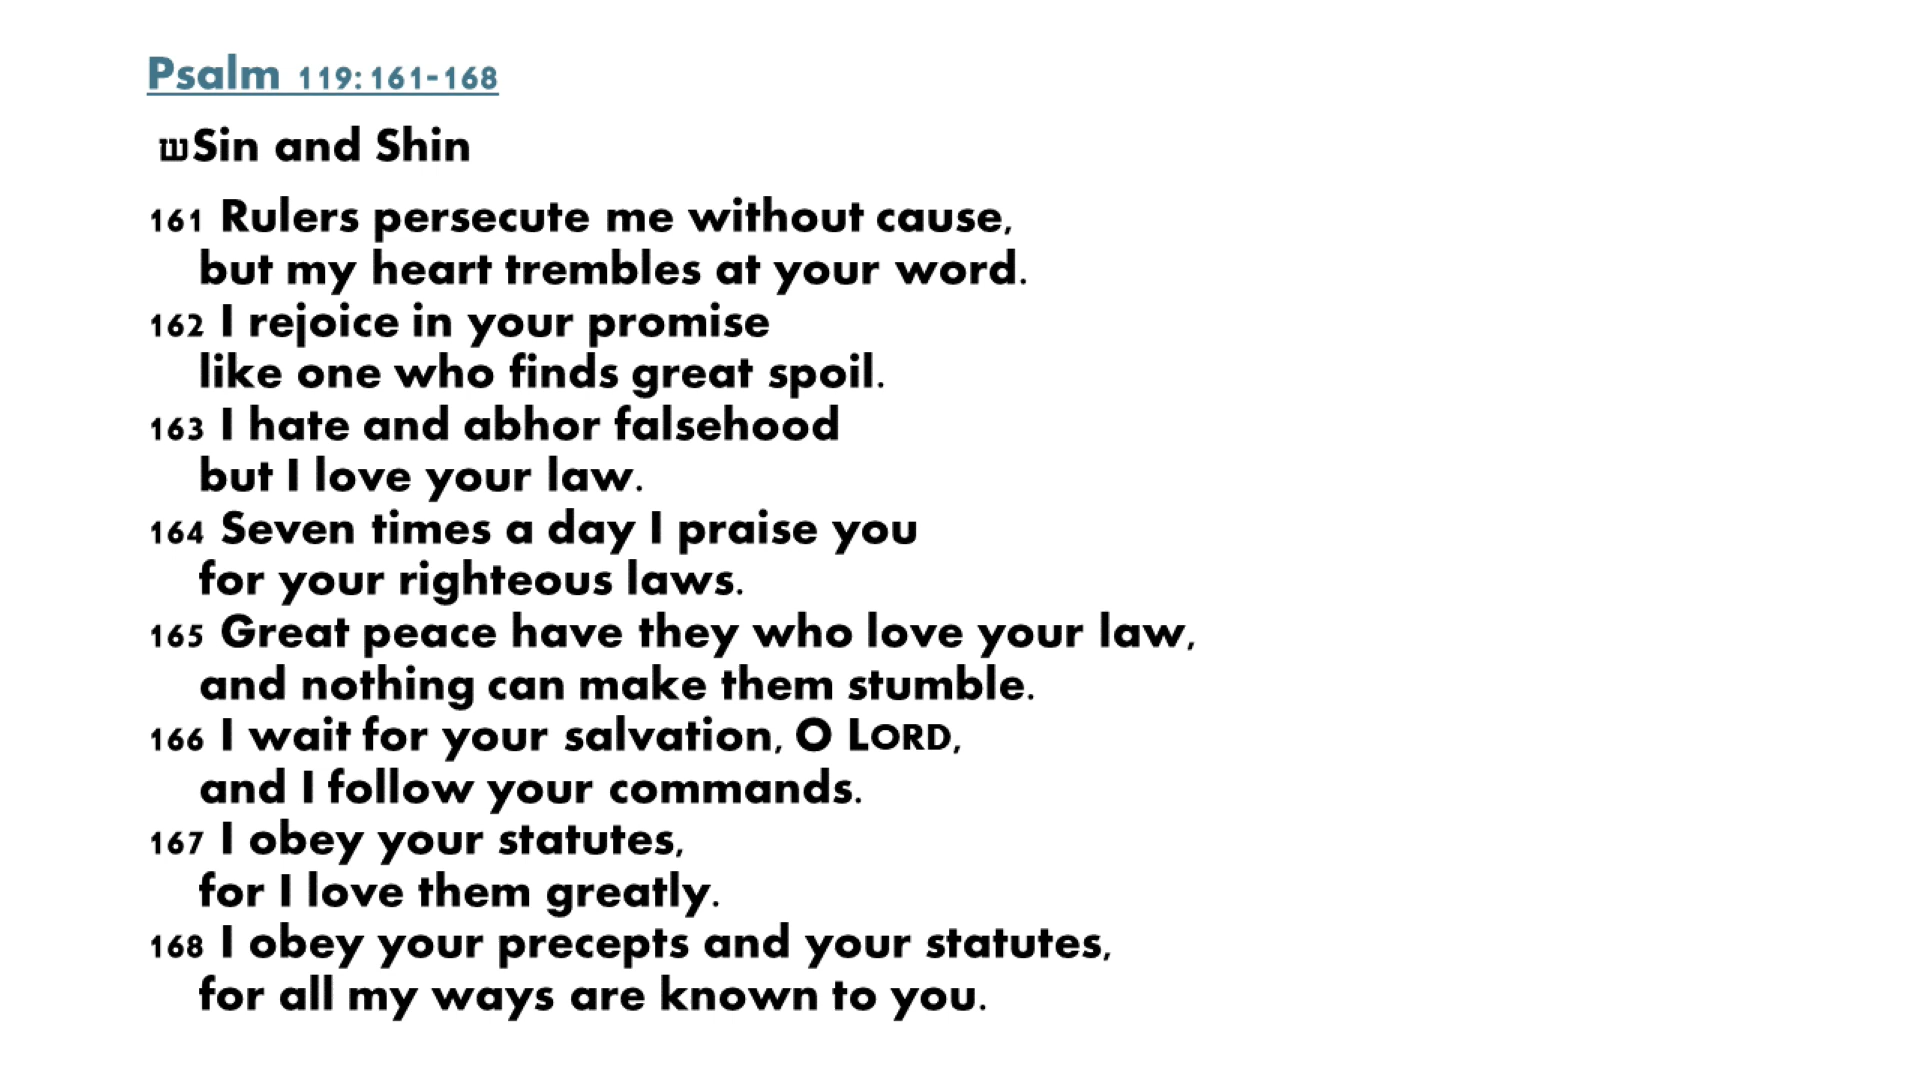 Psalm 119:161-168
שSin and Shin
161 Rulers persecute me without cause,
but my heart trembles at your word.
162 I rejoice in your promise
like one who finds great spoil.
163 I hate and abhor falsehood
but I love your law.
164 Seven times a day I praise you
for your righteous laws.
165 Great peace have they who love your law,
and nothing can make them stumble.
166 I wait for your salvation, O LORD,
and I follow your commands.
167 I obey your statutes,
for I love them greatly.
168 I obey your precepts and your statutes,
for all my ways are known to you.